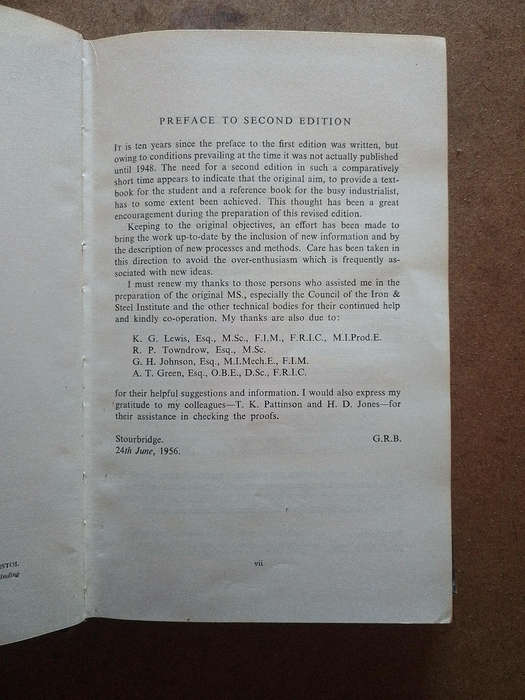 PREFACE TO SECOND EDITION
It is ten years since the preface to the first edition was written, but
owing to conditions prevailing at the time it was not actually published
until 1948. The need for a second edition in such a comparatively
short time appears to indicate that the original aim, to provide a text-
book for the student and a reference book for the busy industrialist,
has to some extent been achieved. This thought has been a great
encouragement during the preparation of this revised edition.
Keeping to the original objectives, an effort has been made to
bring the work up-to-date by the inclusion of new information and by
the description of new processes and methods. Care has been taken in
this direction to avoid the over-enthusiasm which is frequently as-
sociated with new ideas.
I must renew my thanks to those persons who assisted me in the
preparation of the original MS., especially the Council of the Iron &
Steel Institute and the other technical bodies for their continued help
and kindly co-operation. My thanks are also due to:
K. G. Lewis, Esq., M.Sc., F.I.M., F.R.I.C., M.I.Prod.E.
R. P. Towndrow, Esq., M.Sc.
G. H. Johnson, Esq., M.I.Mech.E., F.I.M.
A. T. Green, Esq., O.B.E., D.Sc., F.R.I.C.
for their helpful suggestions and information. I would also express my
gratitude to my colleagues—T. K. Pattinson and H. D. Jones—for
their assistance in checking the proofs.
Stourbridge. G.R.B.
24th June, 1956.
vii